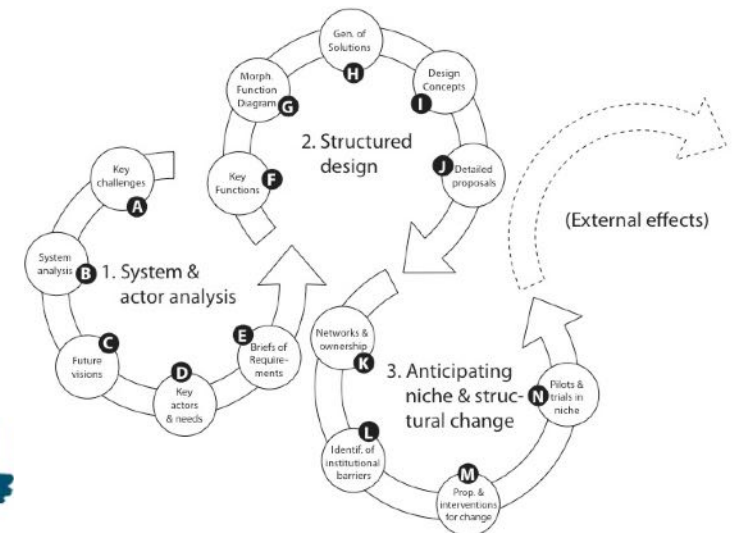 Key
challenges
A
System
analysis
B
1. System &
actor analysis
C
Future
visions
D
Key
actors
& needs
E
Briefs of
Require-
ments
Key
Functions
F
Morph.
Function
Diagram
G
Gen. of
Solutions
H
Design
Concepts
I
2. Structured
design
J
Detailed
proposals
Networks &
ownership
K
3. Anticipating
niche & struc-
tural change
L
Identif. of
institutional
barriers
M
Prop. &
interventions
for change
N
Pilots &
trials in
niche
(External effects)